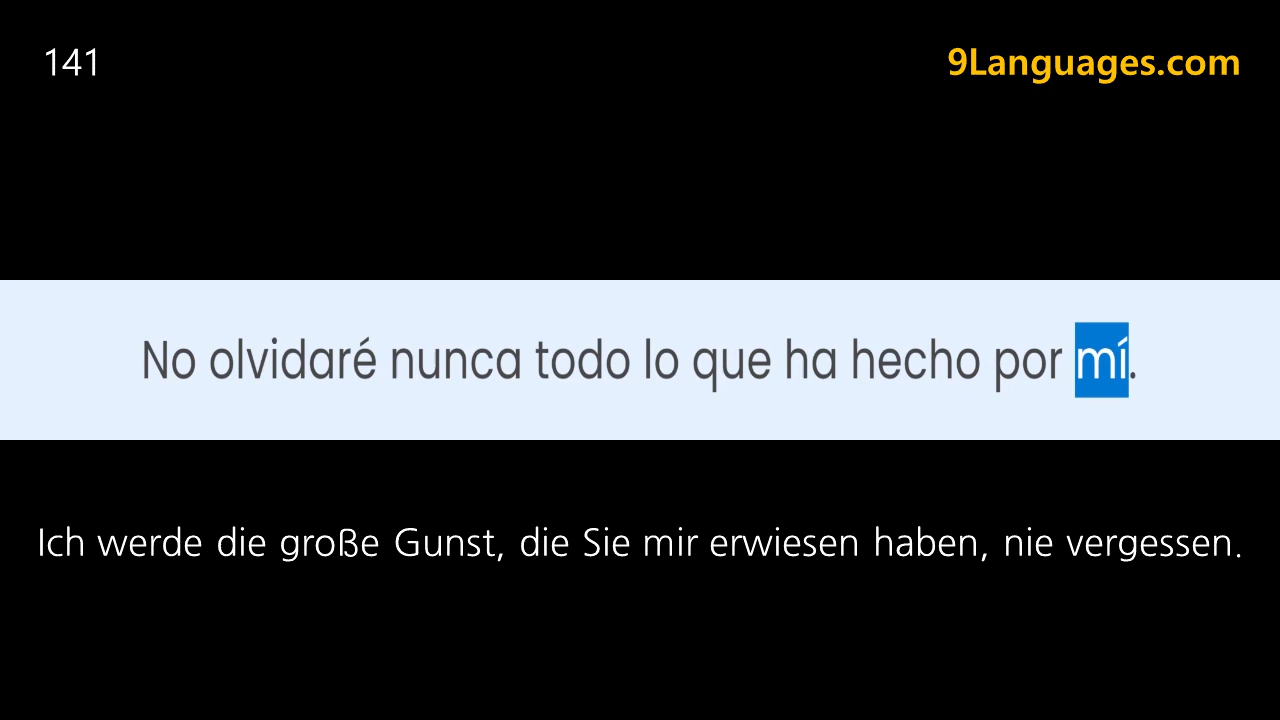 141
9Languages.com
No olvidaré nunca todo lo que ha hecho por mí.
Ich werde die große Gunst, die Sie mir erwiesen haben, nie vergessen.